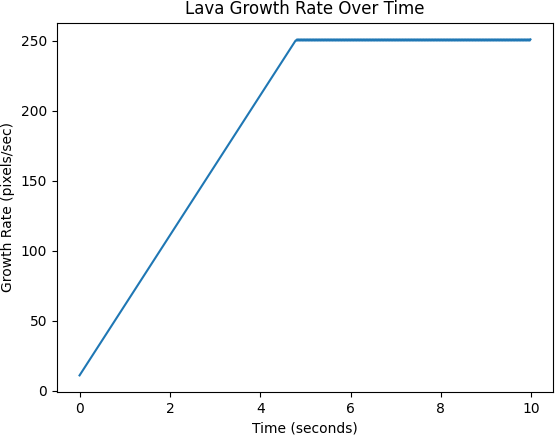 Lava Growth Rate Over Time
250
200
150
100
50
0
Growth Rate (pixels/sec)
0 2 4 6 8 10
Time (seconds)